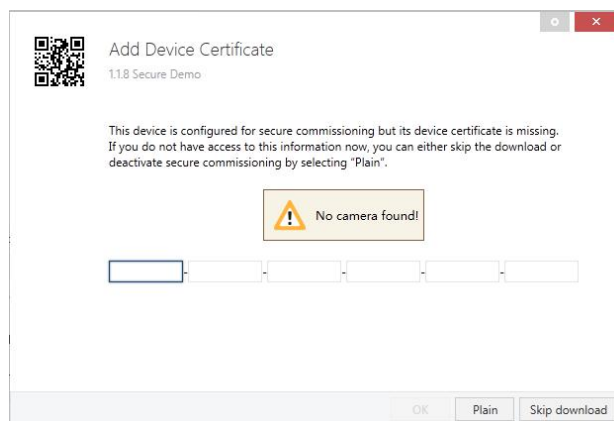 Add Device Certificate
1.1.8 Secure Demo
This device is configured for secure commissioning but its device certificate is missing.
If you do not have access to this information now, you can either skip the download or
deactivate secure commissioning by selecting "Plain".
No camera found!
- - - - -
OK Plain Skip download